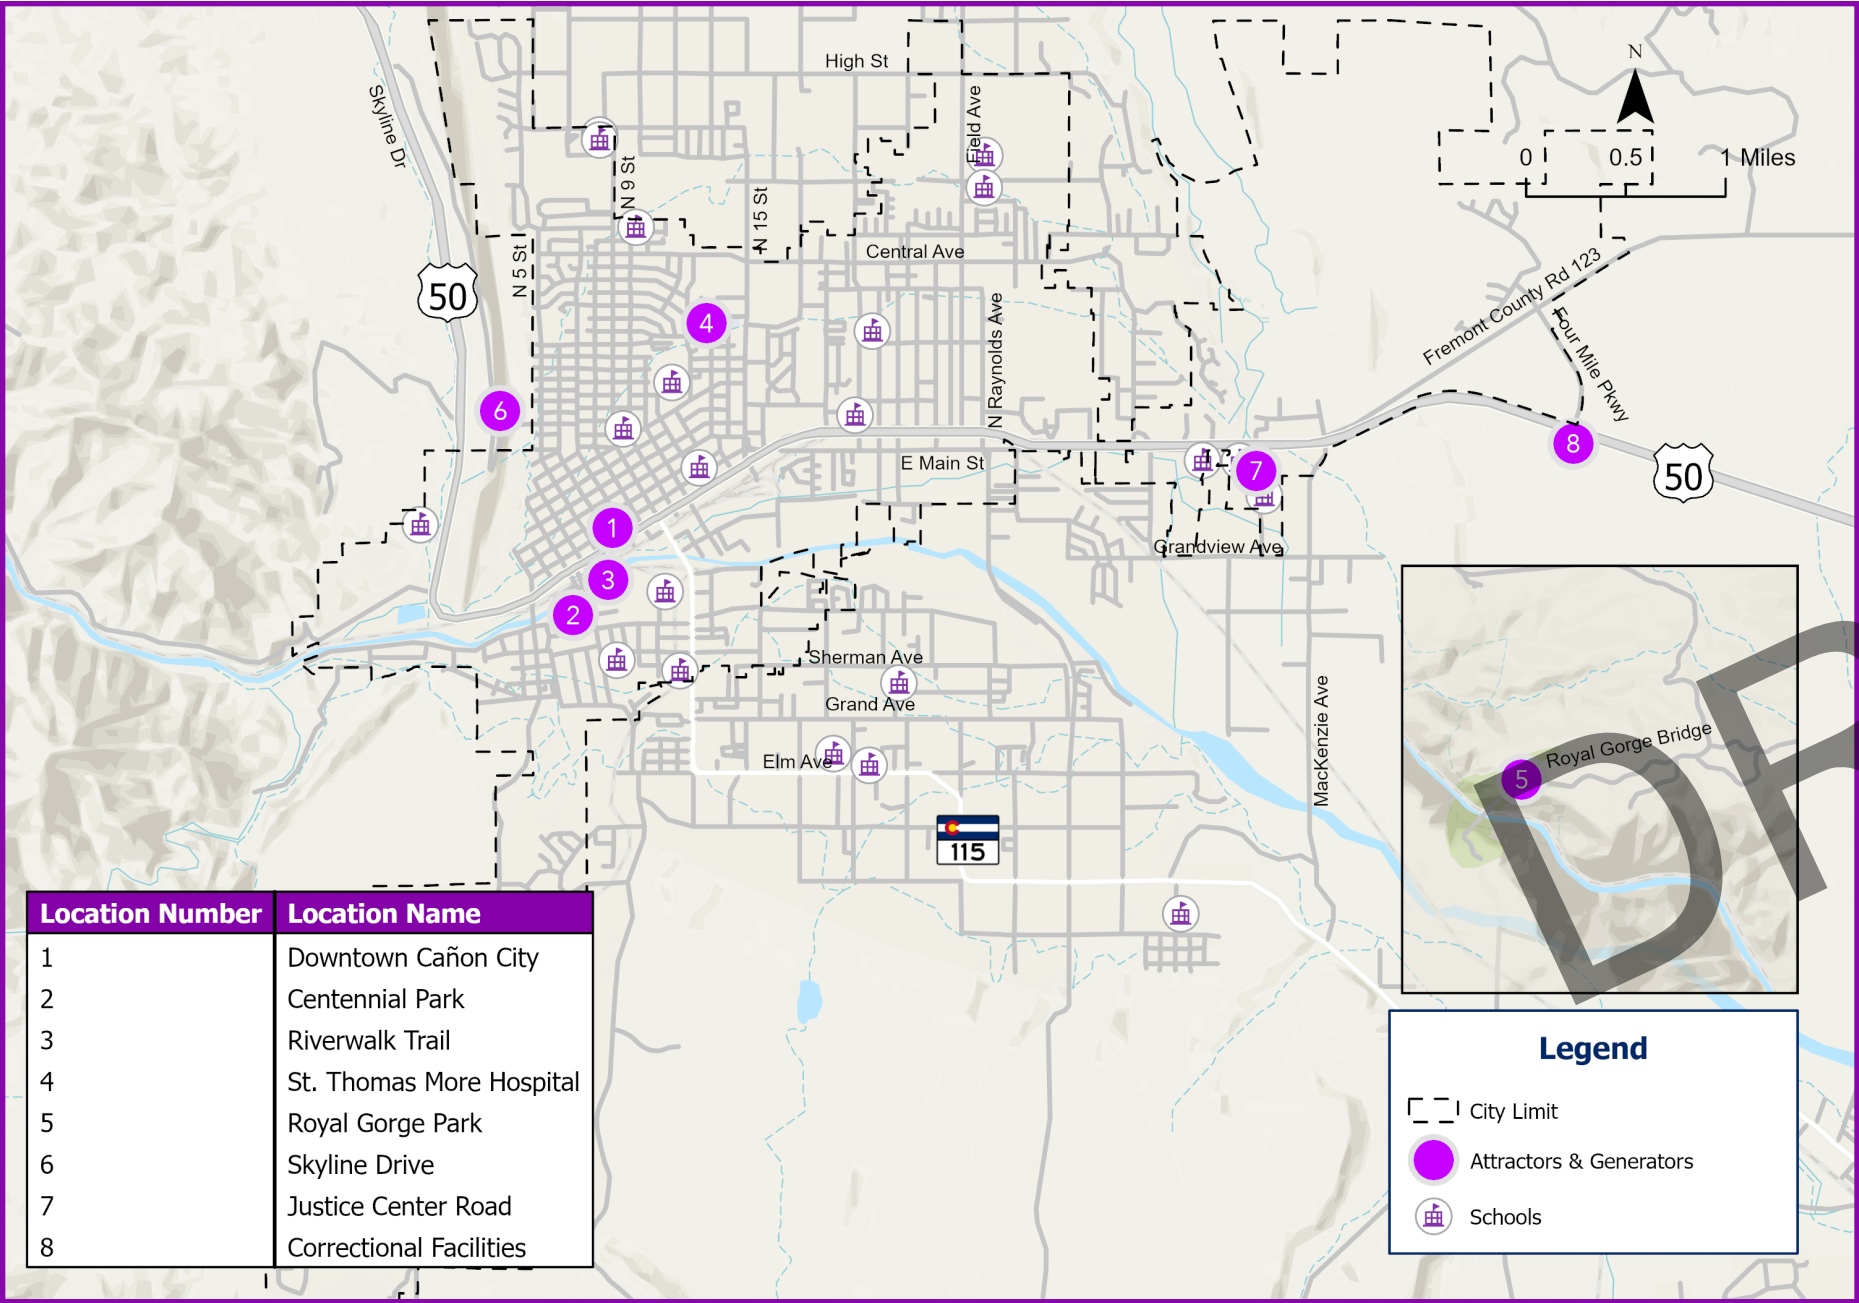 High St
Skyline Dr
Field Ave
N
0 0.5 1 Miles
N 9 St
N 15 St
N 5 St
Central Ave
50
Fremont County Rd 123
Four Mile Pkwy
N Raynolds Ave
4
6
8
E Main St
7
50
1
Grandview Ave
3
2
Sherman Ave
Grand Ave
MacKenzie Ave
Elm Ave
Royal Gorge Bridge
5
115
DR
Location Number Location Name
1 Downtown Cañon City
2 Centennial Park
3 Riverwalk Trail
4 St. Thomas More Hospital
5 Royal Gorge Park
6 Skyline Drive
7 Justice Center Road
8 Correctional Facilities
Legend
City Limit
Attractors & Generators
Schools